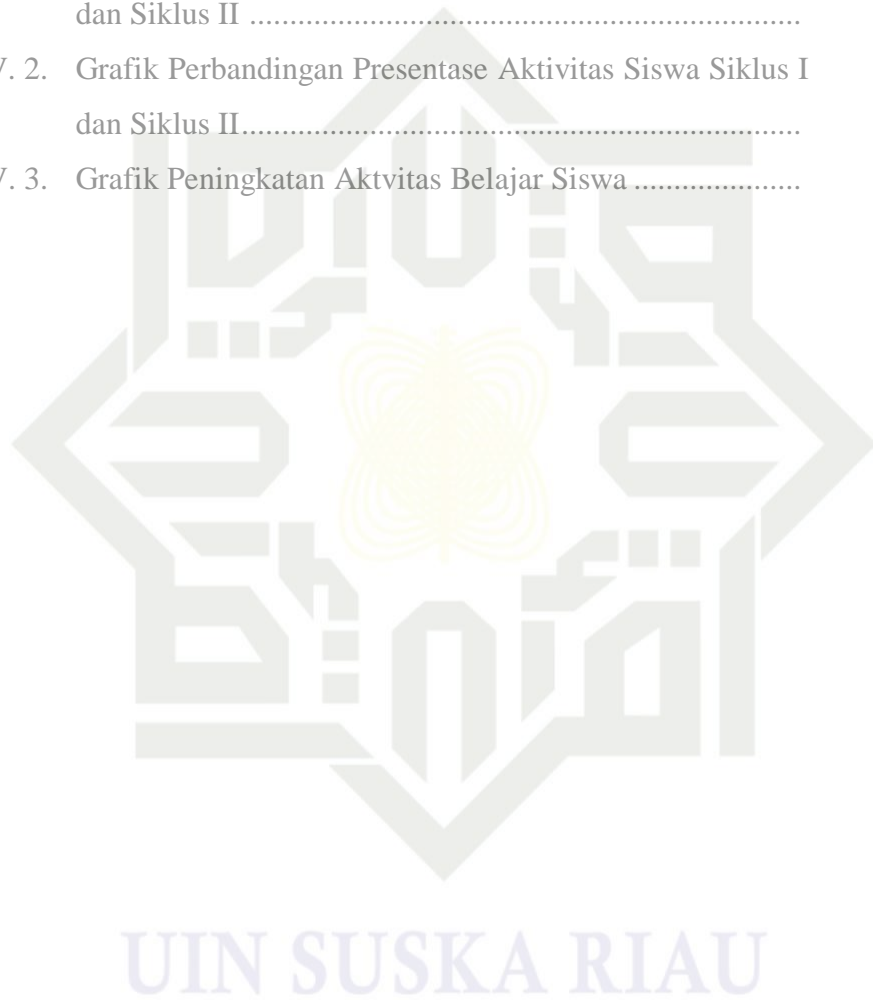 dan Siklus II ....................................................................
V. 2. Grafik Perbandingan Presentase Aktivitas Siswa Siklus I
dan Siklus II.....................................................................
V. 3. Grafik Peningkatan Aktvitas Belajar Siswa .....................
UIN SUSKA RIAU